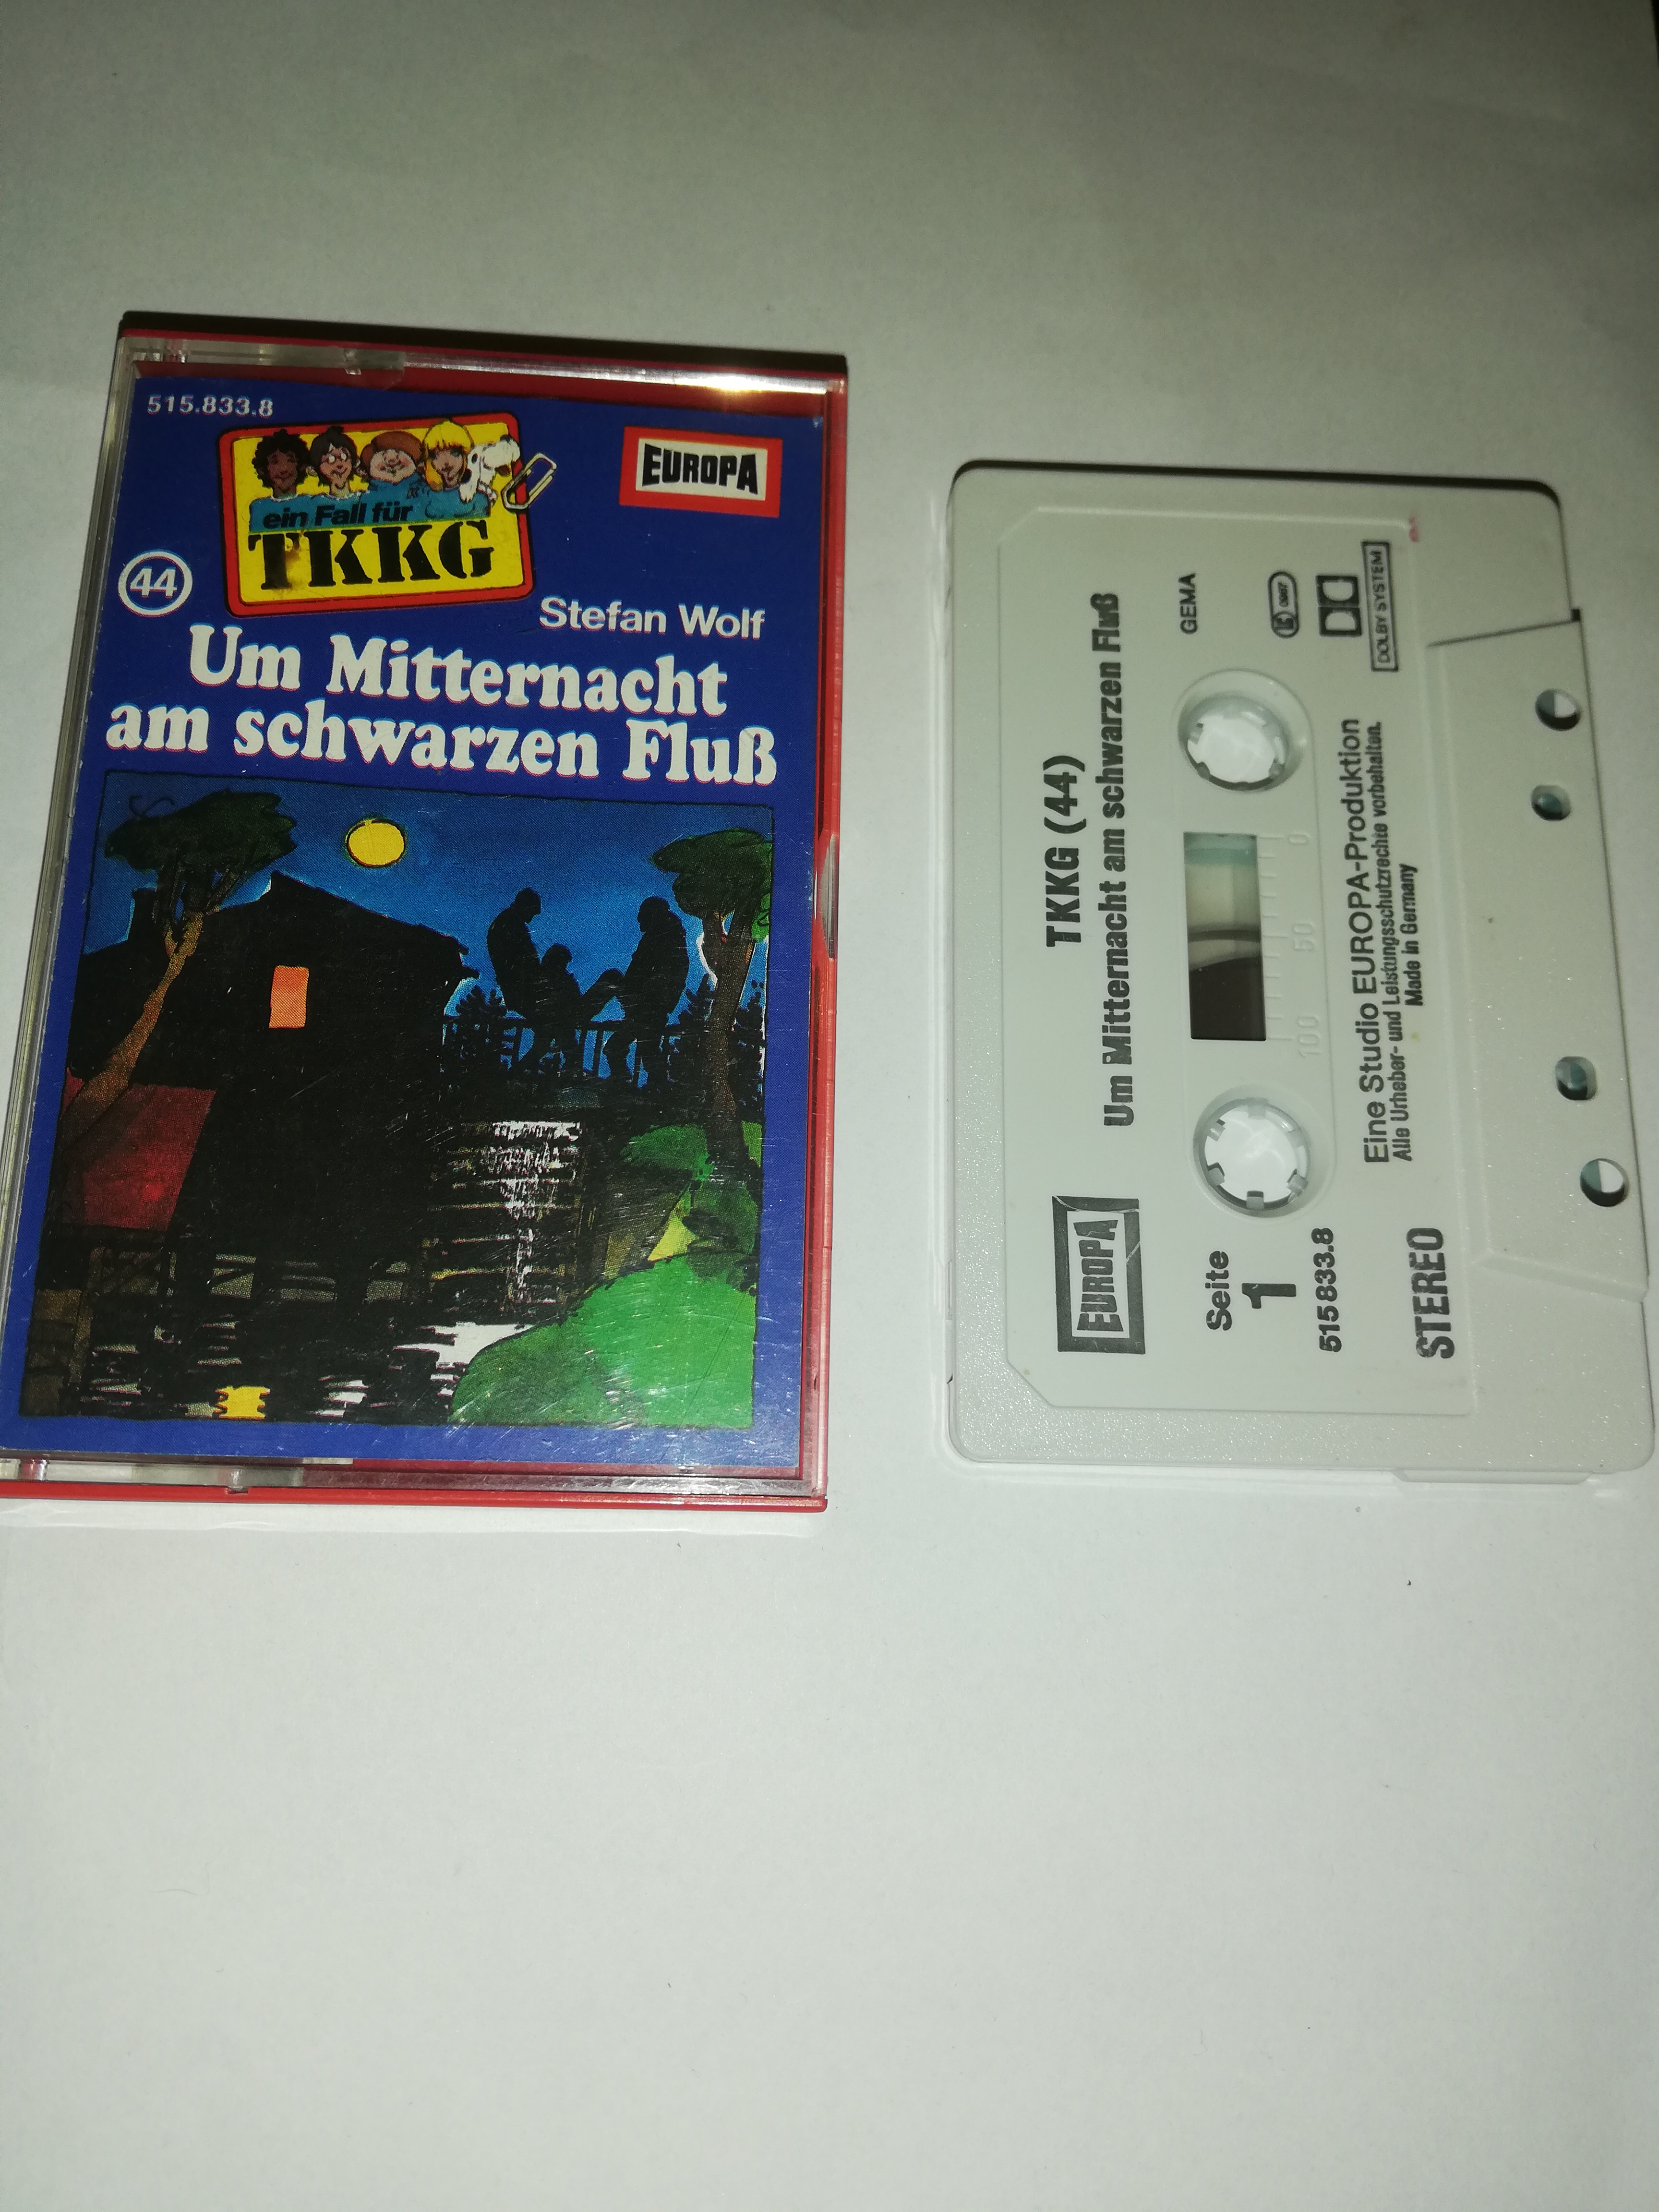 515.833.8
EUROPA
ein Fall für
TKKG
44
Stefan Wolf
Um Mitternacht
am schwarzen Fluß
TKKG (44)
Um Mitternacht am schwarzen Fluß
EUROPA
GEMA
Seite
1
0
50
100
LC 0007
515 833.8
DOLBY SYSTEM
Eine Studio EUROPA-Produktion
Alle Urheber- und Leistungsschutzrechte vorbehalten.
Made in Germany
STEREO